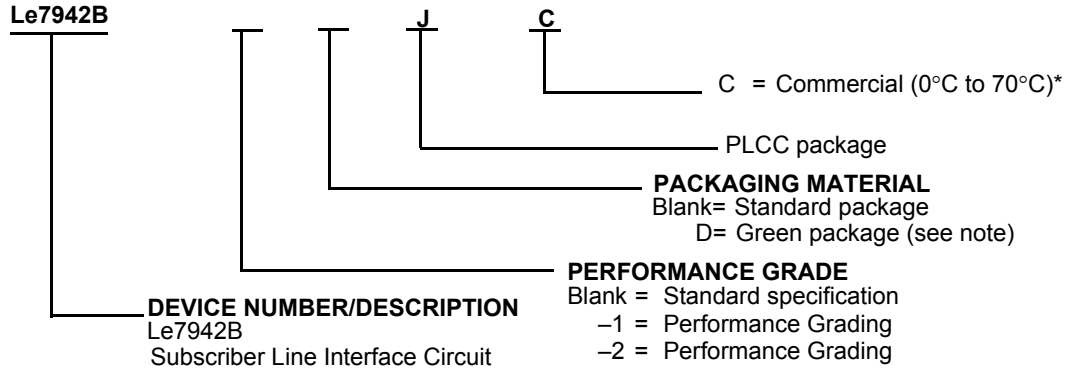 Le7942B J C
C = Commercial (0°C to 70°C)*
PLCC package
PACKAGING MATERIAL
Blank= Standard package
D= Green package (see note)
PERFORMANCE GRADE
Blank = Standard specification
–1 = Performance Grading
–2 = Performance Grading
DEVICE NUMBER/DESCRIPTION
Le7942B
Subscriber Line Interface Circuit